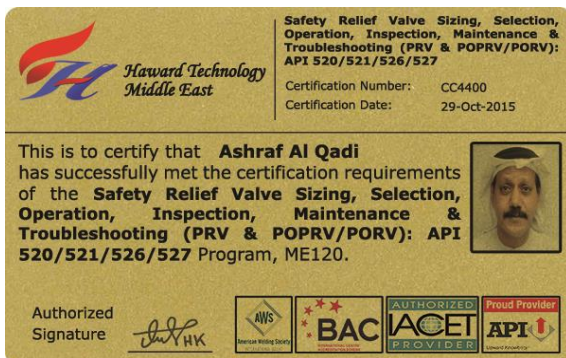 Safety Relief Valve Sizing, Selection,
Operation, Inspection, Maintenance &
Troubleshooting (PRV & POPRV/PORV):
API 520/521/526/527
Haward Technology
Middle East
Certification Number: CC4400
Certification Date: 29-Oct-2015
This is to certify that Ashraf Al Qadi
has successfully met the certification requirements
of the Safety Relief Valve Sizing, Selection,
Operation, Inspection, Maintenance &
Troubleshooting (PRV & POPRV/PORV): API
520/521/526/527 Program, ME120.
Authorized
Signature
HK
AWS
American Welding Society
BAC
AUTHORIZED
IACET
PROVIDER
Proud Provider
API